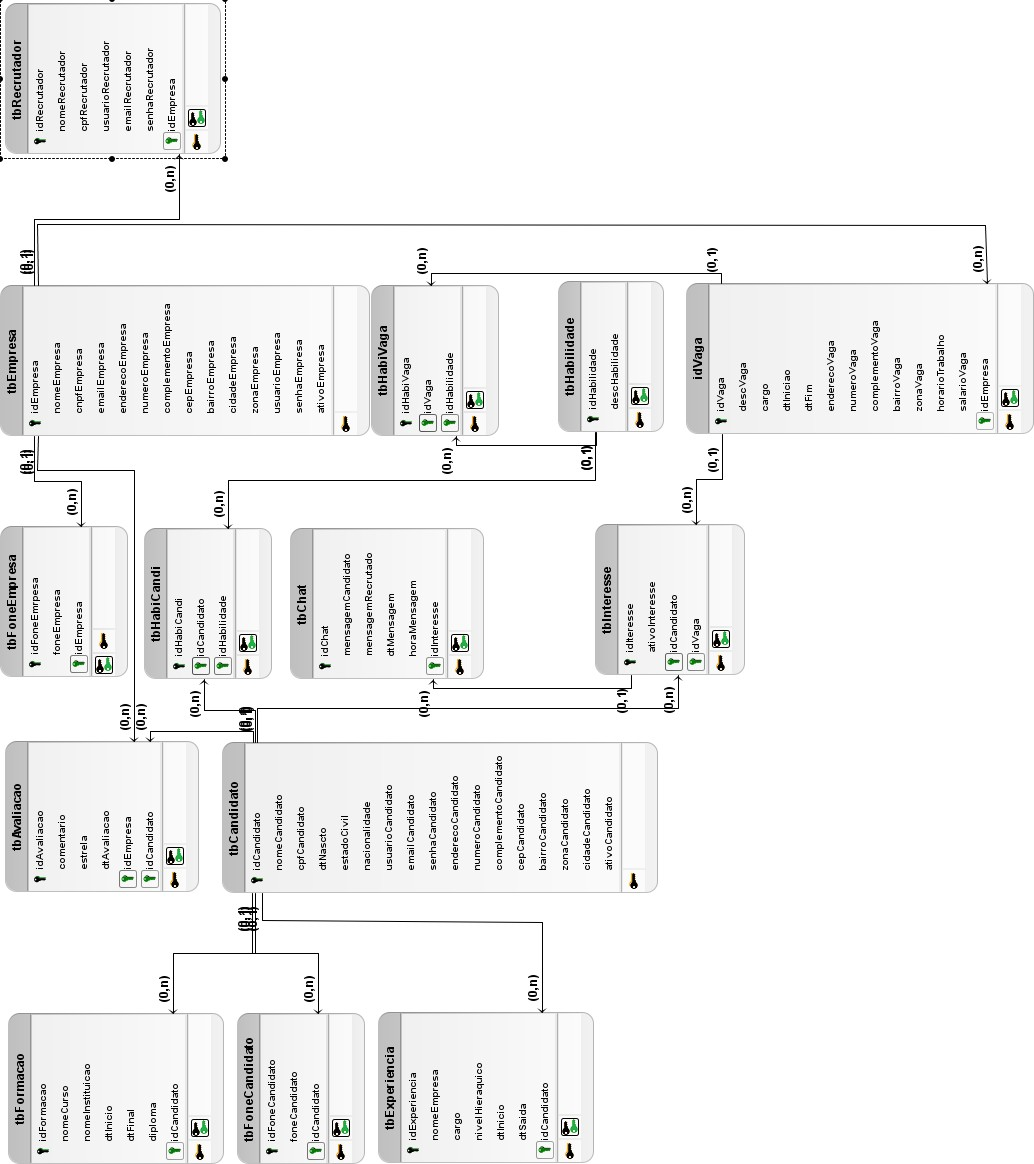 tbRecrutador
idRecrutador
nomeRecrutador
cpfRecrutador
usuarioRecrutador
emailRecrutador
senhaRecrutador
idEmpresa
(0,n)
(0,1)
(0,n)
(0,1)
(0,n)
tbEmpresa
idEmpresa
nomeEmpresa
cnpfEmpresa
emailEmpresa
enderecoEmpresa
numeroEmpresa
complementoEmpresa
cepEmpresa
bairroEmpresa
cidadeEmpresa
zonaEmpresa
usuarioEmpresa
senhaEmpresa
ativoEmpresa
tbHabiVaga
idHabiVaga
idVaga
idHabilidade
tbHabilidade
idHabilidade
descHabilidade
idVaga
idVaga
descVaga
cargo
dtIniciao
dtFim
enderecoVaga
numeroVaga
complementoVaga
bairroVaga
zonaVaga
horarioTrabalho
salarioVaga
idEmpresa
(0,1)
(0,n)
(0,n)
(0,n)
(0,1)
(0,n)
(0,1)
tbFoneEmpresa
idFoneEmrpesa
foneEmpresa
idEmpresa
tbHabiCandi
idHabiCandi
idCandidato
idHabilidade
tbChat
idChat
mensagemCandidato
mensagemRecrutado
dtMensagem
horaMensagem
idInteresse
tbInteresse
idIteresse
ativoInteresse
idCandidato
idVaga
(0,n)
(0,n)
(0,n)
(0,1)
(0,n)
(0,1)
(0,n)
tbAvaliacao
idAvaliacao
comentario
estrela
dtAvaliacao
idEmpresa
idCandidato
tbCandidato
idCandidato
nomeCandidato
cpfCandidato
dtNascto
estadoCivil
nacionalidade
usuarioCandidato
emailCandidato
senhaCandidato
enderecoCandidato
numeroCandidato
complementoCandidato
cepCandidato
bairroCandidato
zonaCandidato
cidadeCandidato
ativoCandidato
(0,1)
(0,n)
(0,n)
(0,n)
tbFormacao
idFormacao
nomeCurso
nomeInstituicao
dtInicio
dtFinal
diploma
idCandidato
tbFoneCandidato
idFoneCandidato
foneCandidato
idCandidato
tbExperiencia
idExperiencia
nomeEmpresa
cargo
nivelHieraquico
dtInicio
dtSaida
idCandidato